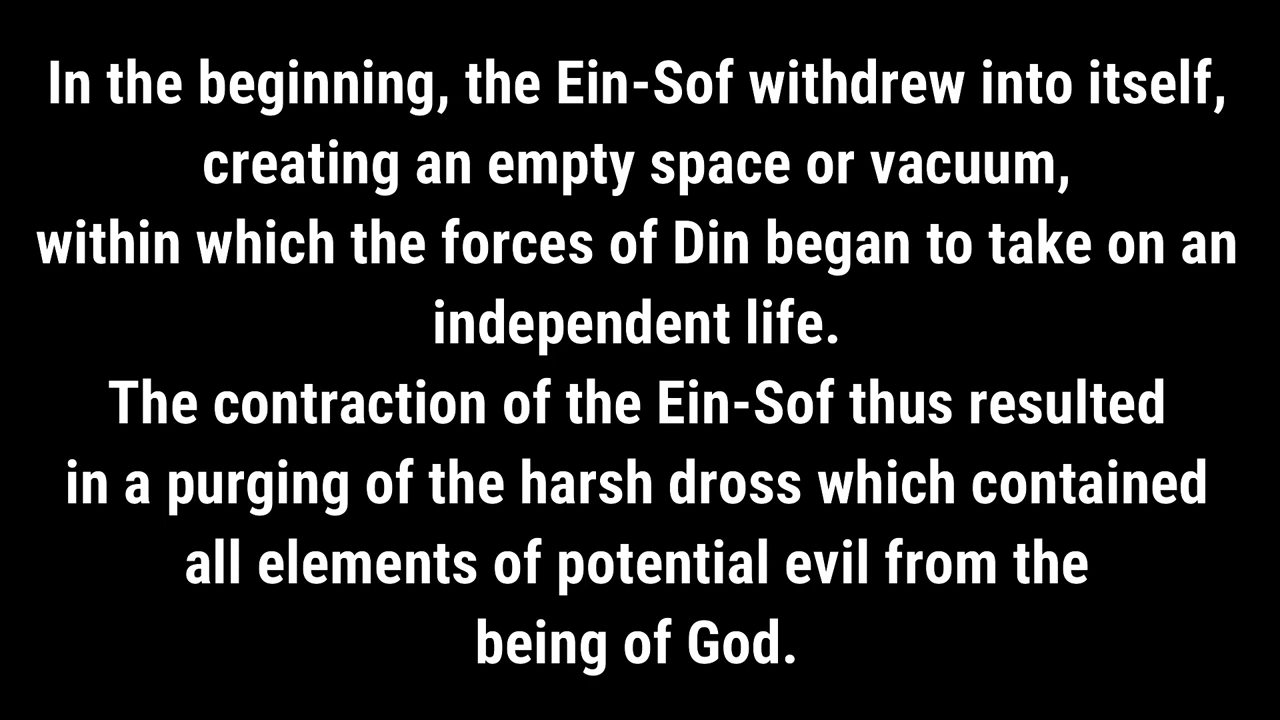 In the beginning, the Ein-Sof withdrew into itself,
creating an empty space or vacuum,
within which the forces of Din began to take on an
independent life.
The contraction of the Ein-Sof thus resulted
in a purging of the harsh dross which contained
all elements of potential evil from the
being of God.